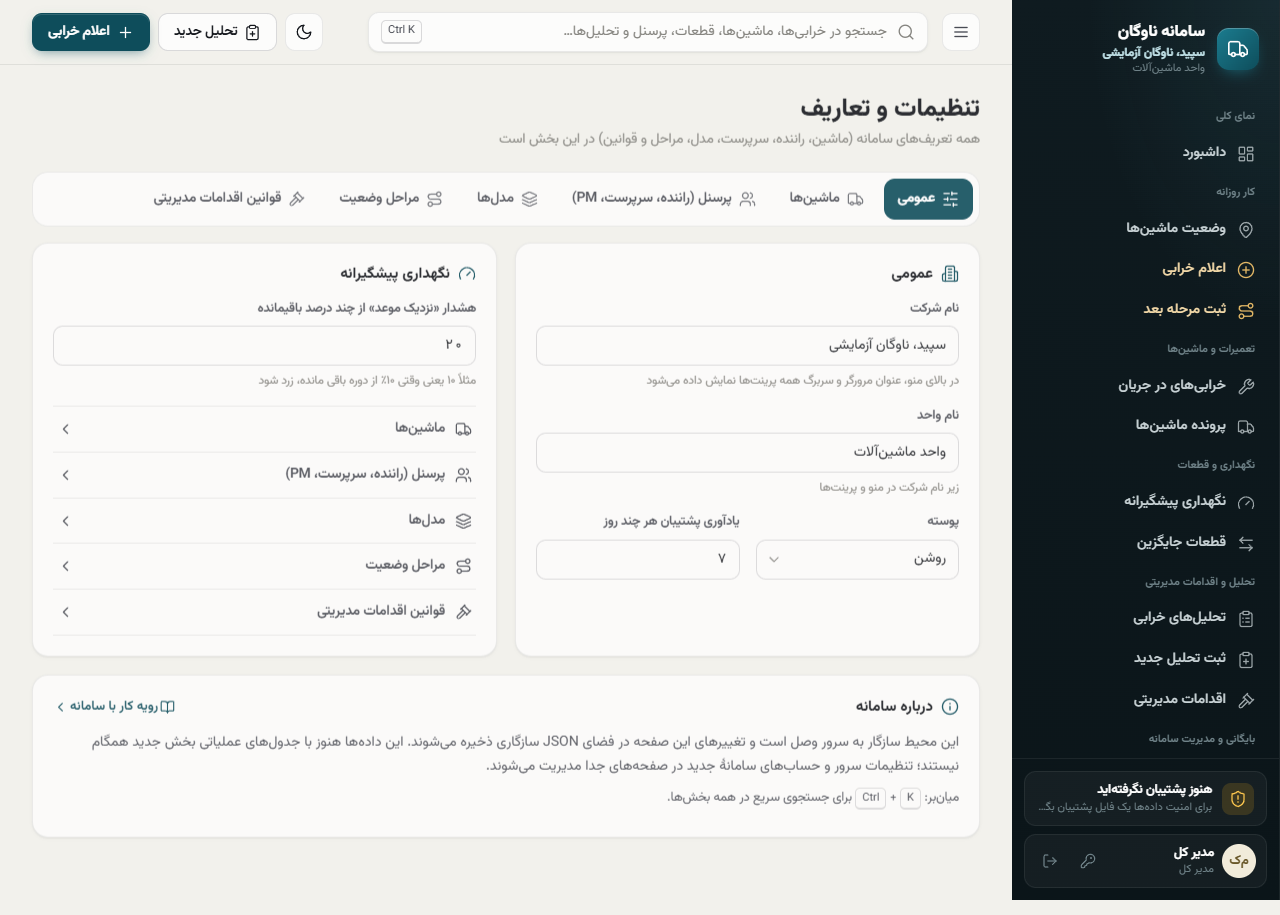 سامانه ناوگان
سپید، ناوگان آزمایشی
واحد ماشین‌آلات
نمای کلی
داشبورد
کار روزانه
وضعیت ماشین‌ها
اعلام خرابی
ثبت مرحله بعد
تعمیرات و ماشین‌ها
خرابی‌های در جریان
پرونده ماشین‌ها
نگهداری و قطعات
نگهداری پیشگیرانه
قطعات جایگزین
تحلیل و اقدامات مدیریتی
تحلیل‌های خرابی
ثبت تحلیل جدید
اقدامات مدیریتی
بایگانی و مدیریت سامانه
هنوز پشتیبان نگرفته‌اید
برای امنیت داده‌ها یک فایل پشتیبان بگ...
م‌ک
مدیر کل
مدیر کل
جستجو در خرابی‌ها، ماشین‌ها، قطعات، پرسنل و تحلیل‌ها...
Ctrl K
تحلیل جدید
اعلام خرابی
تنظیمات و تعاریف
همه تعریف‌های سامانه (ماشین، راننده، سرپرست، مدل، مراحل و قوانین) در این بخش است
عمومی
ماشین‌ها
پرسنل (راننده، سرپرست، PM)
مدل‌ها
مراحل وضعیت
قوانین اقدامات مدیریتی
عمومی
نام شرکت
سپید، ناوگان آزمایشی
در بالای منو، عنوان مرورگر و سربرگ همه پرینت‌ها نمایش داده می‌شود
نام واحد
واحد ماشین‌آلات
زیر نام شرکت در منو و پرینت‌ها
پوسته
یادآوری پشتیبان هر چند روز
روشن
۷
نگهداری پیشگیرانه
هشدار «نزدیک موعد» از چند درصد باقیمانده
۲۰
مثلاً ۱۰ یعنی وقتی ۱۰٪ از دوره باقی مانده، زرد شود
ماشین‌ها
پرسنل (راننده، سرپرست، PM)
مدل‌ها
مراحل وضعیت
قوانین اقدامات مدیریتی
درباره سامانه
رویه کار با سامانه
این محیط سازگار به سرور وصل است و تغییرهای این صفحه در فضای JSON سازگاری ذخیره می‌شوند. این داده‌ها هنوز با جدول‌های عملیاتی بخش جدید همگام
نیستند؛ تنظیمات سرور و حساب‌های سامانهٔ جدید در صفحه‌های جدا مدیریت می‌شوند.
میان‌بر: Ctrl + K برای جستجوی سریع در همه بخش‌ها.